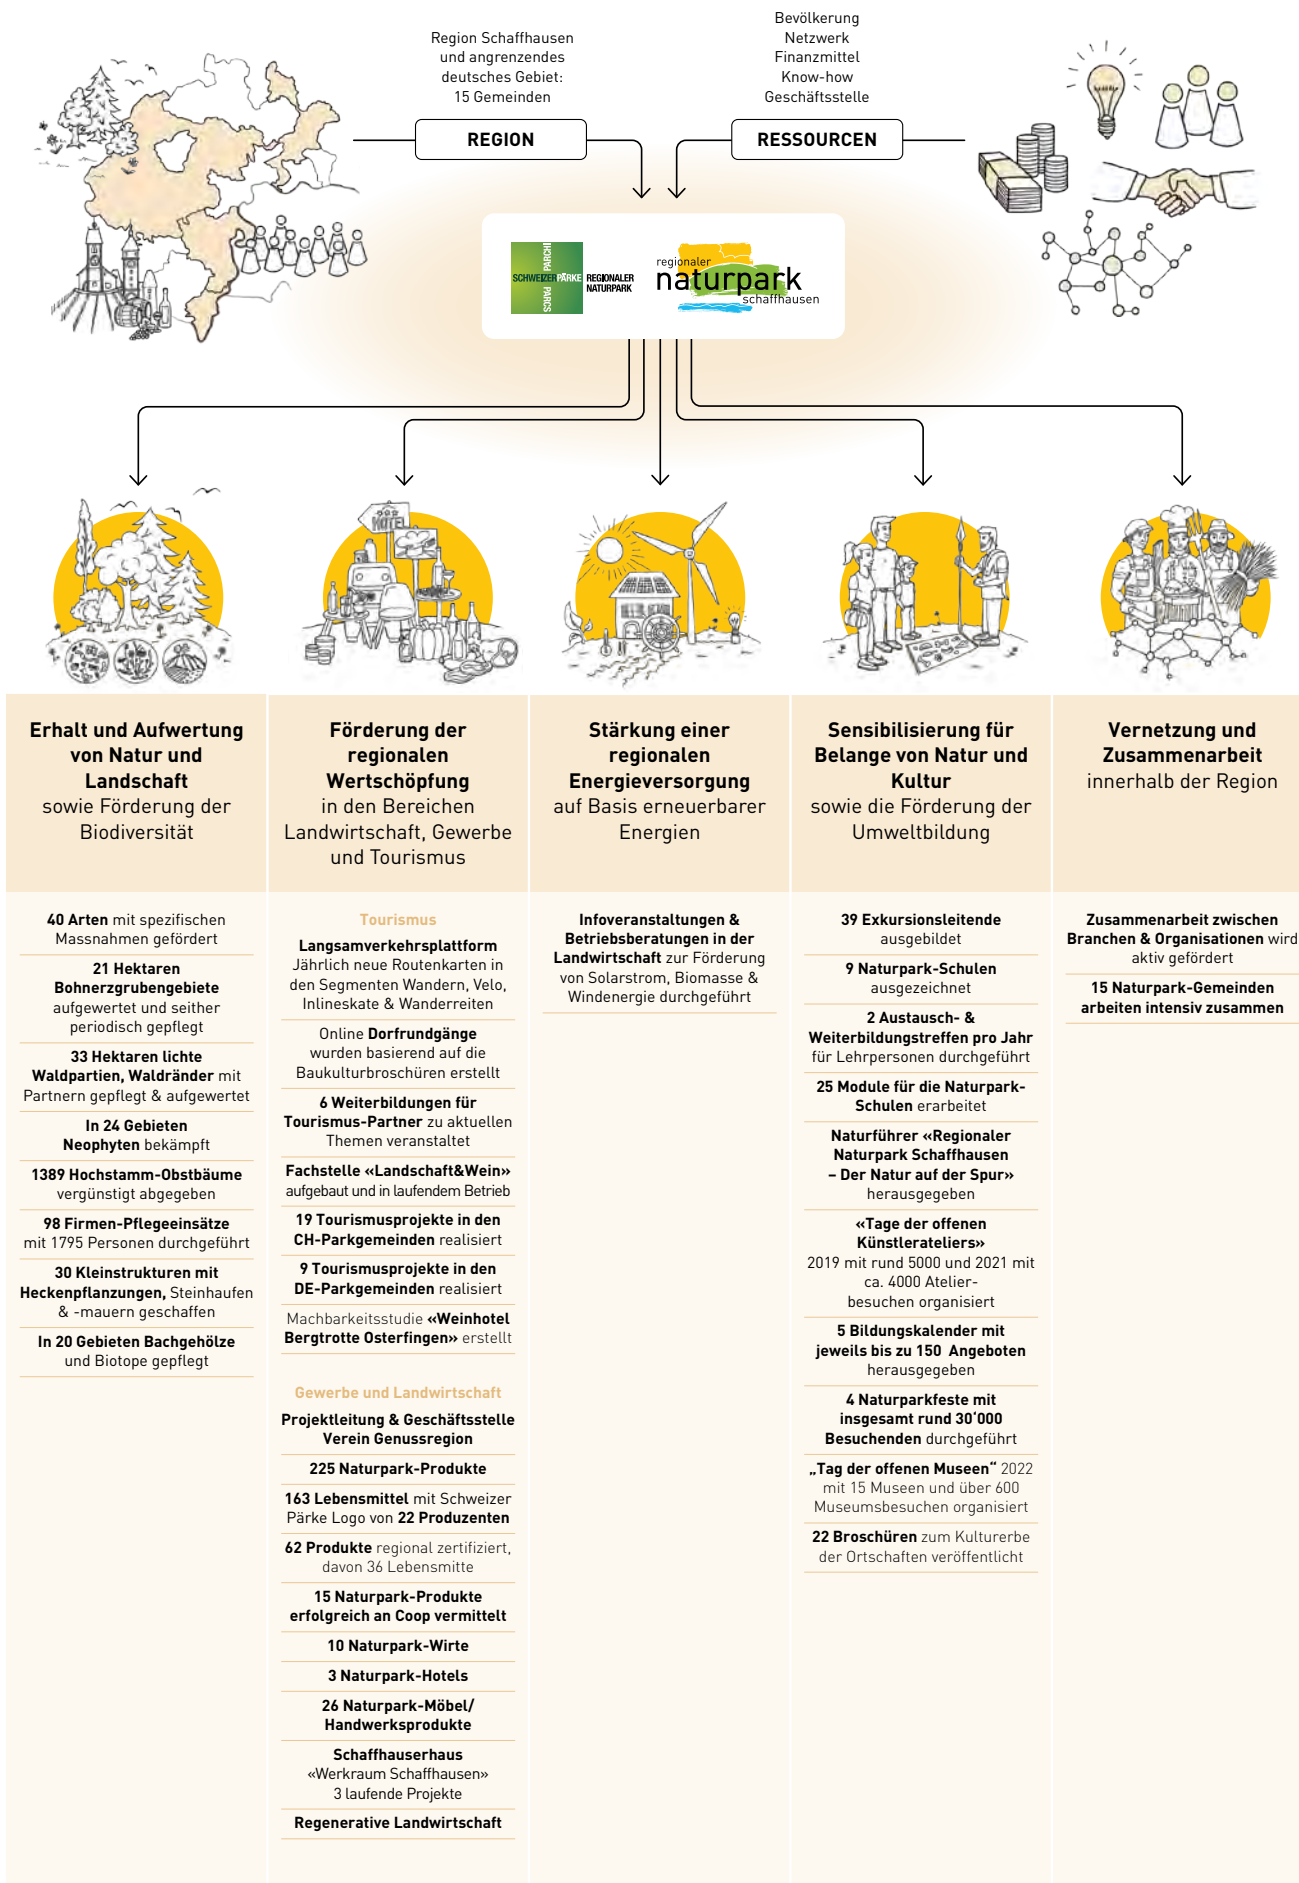 Region Schaffhausen
und angrenzendes
deutsches Gebiet:
15 Gemeinden
REGION
Bevölkerung
Netzwerk
Finanzmittel
Know-how
Geschäftsstelle
RESSOURCEN
SCHWEIZER PÄRKE
PARCHI
PARCS
REGIONALER
NATURPARK
regionaler
naturpark
schaffhausen
HOTEL
Erhalt und Aufwertung
von Natur und
Landschaft
sowie Förderung der
Biodiversität
40 Arten mit spezifischen
Massnahmen gefördert
21 Hektaren
Bohnerzgrubengebiete
aufgewertet und seither
periodisch gepflegt
33 Hektaren lichte
Waldpartien, Waldränder mit
Partnern gepflegt & aufgewertet
In 24 Gebieten
Neophyten bekämpft
1389 Hochstamm-Obstbäume
vergünstigt abgegeben
98 Firmen-Pflegeeinsätze
mit 1795 Personen durchgeführt
30 Kleinstrukturen mit
Heckenpflanzungen, Steinhaufen
& -mauern geschaffen
In 20 Gebieten Bachgehölze
und Biotope gepflegt
Förderung der
regionalen
Wertschöpfung
in den Bereichen
Landwirtschaft, Gewerbe
und Tourismus
Tourismus
Langsamverkehrsplattform
Jährlich neue Routenkarten in
den Segmenten Wandern, Velo,
Inlineskate & Wanderreiten
Online Dorfrundgänge
wurden basierend auf die
Baukulturbroschüren erstellt
6 Weiterbildungen für
Tourismus-Partner zu aktuellen
Themen veranstaltet
Fachstelle «Landschaft&Wein»
aufgebaut und in laufendem Betrieb
19 Tourismusprojekte in den
CH-Parkgemeinden realisiert
9 Tourismusprojekte in den
DE-Parkgemeinden realisiert
Machbarkeitsstudie «Weinhotel
Bergtrotte Osterfingen» erstellt
Gewerbe und Landwirtschaft
Projektleitung & Geschäftsstelle
Verein Genussregion
225 Naturpark-Produkte
163 Lebensmittel mit Schweizer
Pärke Logo von 22 Produzenten
62 Produkte regional zertifiziert,
davon 36 Lebensmitte
15 Naturpark-Produkte
erfolgreich an Coop vermittelt
10 Naturpark-Wirte
3 Naturpark-Hotels
26 Naturpark-Möbel/
Handwerksprodukte
Schaffhauserhaus
«Werkraum Schaffhausen»
3 laufende Projekte
Regenerative Landwirtschaft
Stärkung einer
regionalen
Energieversorgung
auf Basis erneuerbarer
Energien
Infoveranstaltungen &
Betriebsberatungen in der
Landwirtschaft zur Förderung
von Solarstrom, Biomasse &
Windenergie durchgeführt
Sensibilisierung für
Belange von Natur und
Kultur
sowie die Förderung der
Umweltbildung
39 Exkursionsleitende
ausgebildet
9 Naturpark-Schulen
ausgezeichnet
2 Austausch- &
Weiterbildungstreffen pro Jahr
für Lehrpersonen durchgeführt
25 Module für die Naturpark-
Schulen erarbeitet
Naturführer «Regionaler
Naturpark Schaffhausen
– Der Natur auf der Spur»
herausgegeben
«Tage der offenen
Künstlerateliers»
2019 mit rund 5000 und 2021 mit
ca. 4000 Atelier-
besuchen organisiert
5 Bildungskalender mit
jeweils bis zu 150 Angeboten
herausgegeben
4 Naturparkfeste mit
insgesamt rund 30‘000
Besuchenden durchgeführt
„Tag der offenen Museen“ 2022
mit 15 Museen und über 600
Museumsbesuchen organisiert
22 Broschüren zum Kulturerbe
der Ortschaften veröffentlicht
Vernetzung und
Zusammenarbeit
innerhalb der Region
Zusammenarbeit zwischen
Branchen & Organisationen wird
aktiv gefördert
15 Naturpark-Gemeinden
arbeiten intensiv zusammen